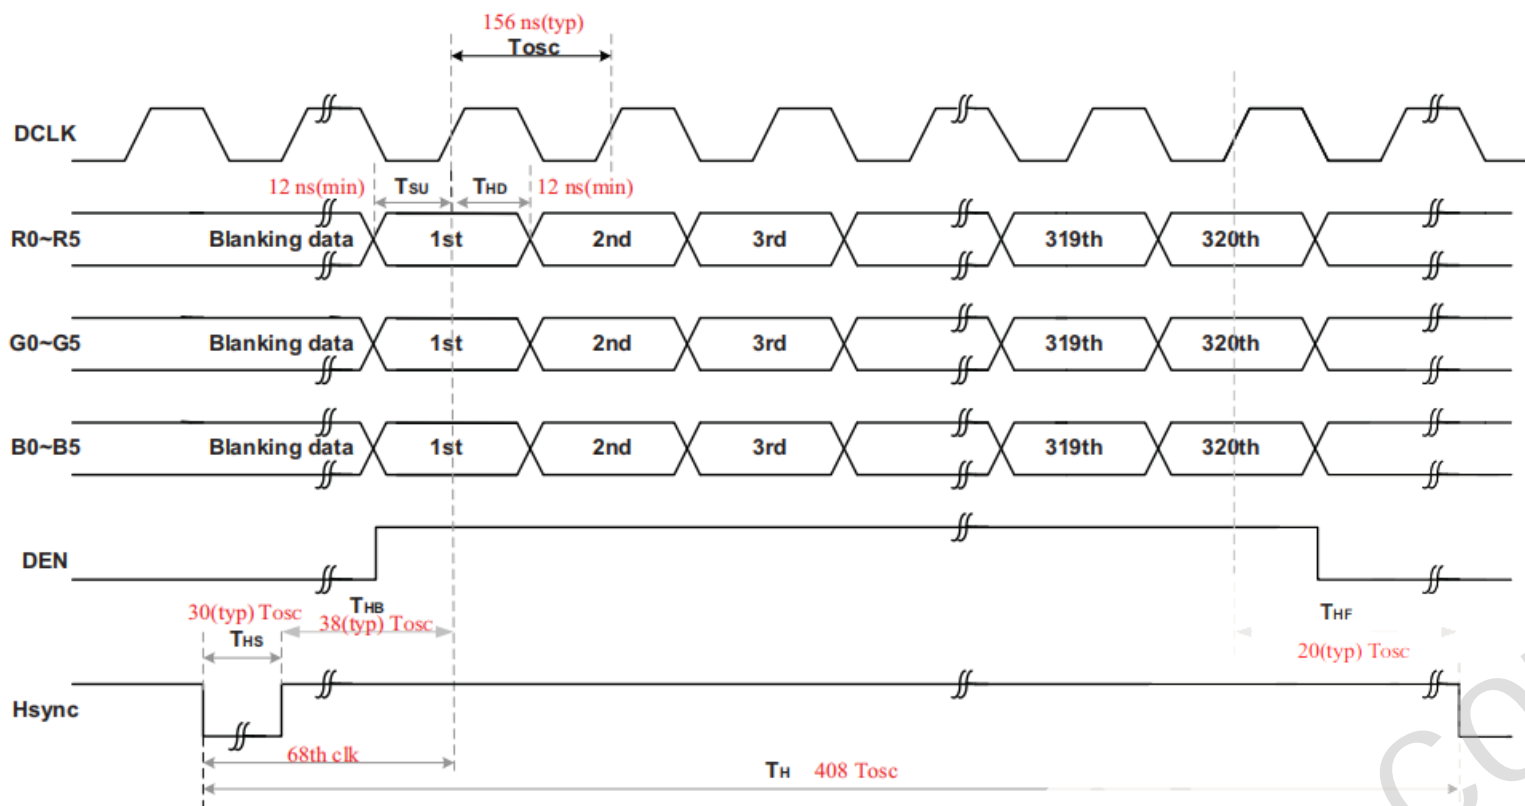 156 ns(typ)
Tosc
DCLK
12 ns(min) TSU THD 12 ns(min)
R0~R5 Blanking data 1st 2nd 3rd 319th 320th
G0~G5 Blanking data 1st 2nd 3rd 319th 320th
B0~B5 Blanking data 1st 2nd 3rd 319th 320th
DEN
30(typ) Tosc THB THF
THS 38(typ) Tosc 20(typ) Tosc
Hsync
68th clk
TH 408 Tosc